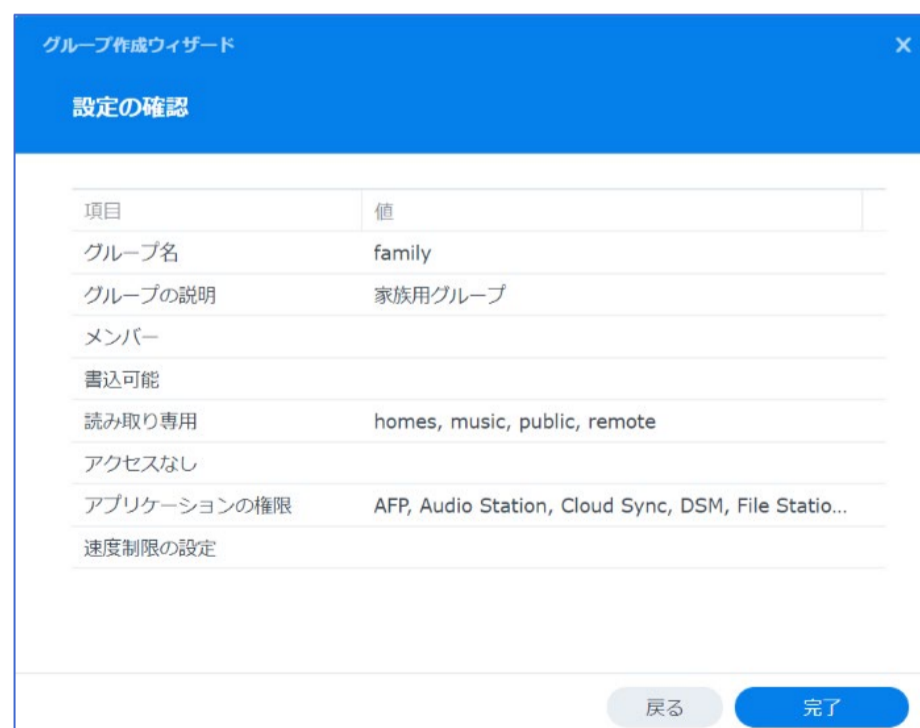 グループ作成ウィザード
設定の確認
項目 値
グループ名 family
グループの説明 家族用グループ
メンバー
書込可能
読み取り専用 homes, music, public, remote
アクセスなし
アプリケーションの権限 AFP, Audio Station, Cloud Sync, DSM, File Statio...
速度制限の設定
戻る 完了